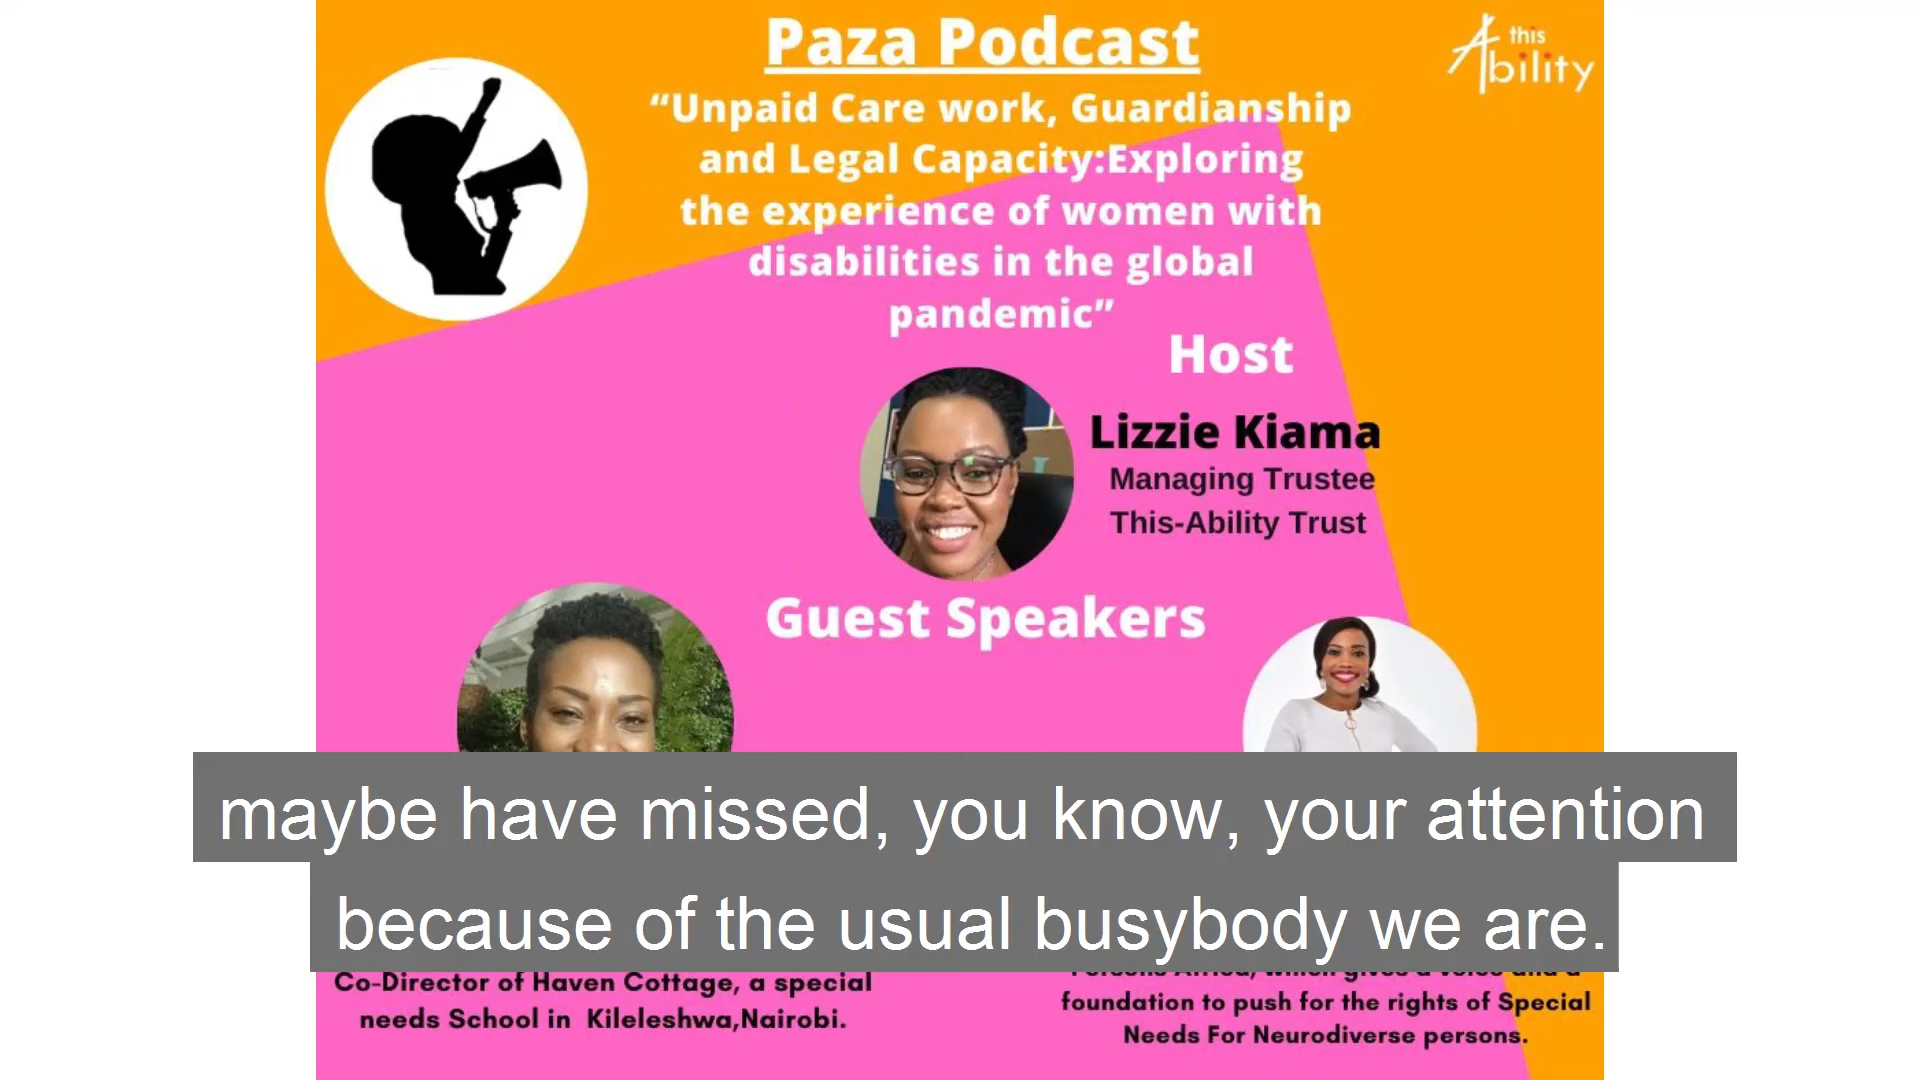 Paza Podcast
this
Ability
“Unpaid Care work, Guardianship
and Legal Capacity:Exploring
the experience of women with
disabilities in the global
pandemic”
Host
Lizzie Kiama
Managing Trustee
This-Ability Trust
Guest Speakers
maybe have missed, you know, your attention
because of the usual busybody we are.
Co-Director of Haven Cottage, a special
needs School in Kileleshwa,Nairobi.
foundation to push for the rights of Special
Needs For Neurodiverse persons.